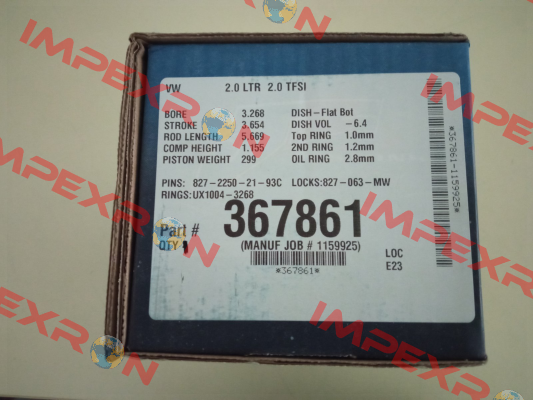 VW 2.0 LTR 2.0 TFSI
BORE 3.268 DISH-Flat Bot
STROKE 3.654 DISH VOL -6.4
ROD LENGTH 5.669 Top RING 1.0mm
COMP HEIGHT 1.155 2ND RING 1.2mm
PISTON WEIGHT 299 OIL RING 2.8mm
PINS: 827-2250-21-93C LOCKS:827-063-MW
RINGS:UX1004-3268
Part # 367861
QTY
(MANUF JOB # 1159925)
*367861*
LOC
E23
*367861-1159925*
IMPEXRON
IMPEXRON
IMPEXRON
IMPEXRON
IMPEXRON